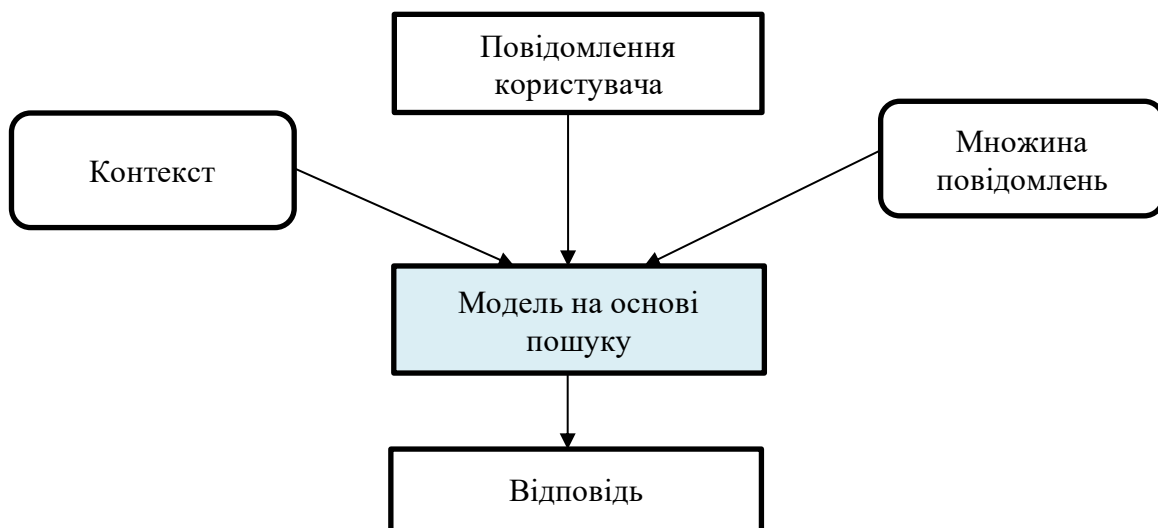 Повідомлення
користувача
Контекст
Множина
повідомлень
Модель на основі
пошуку
Відповідь